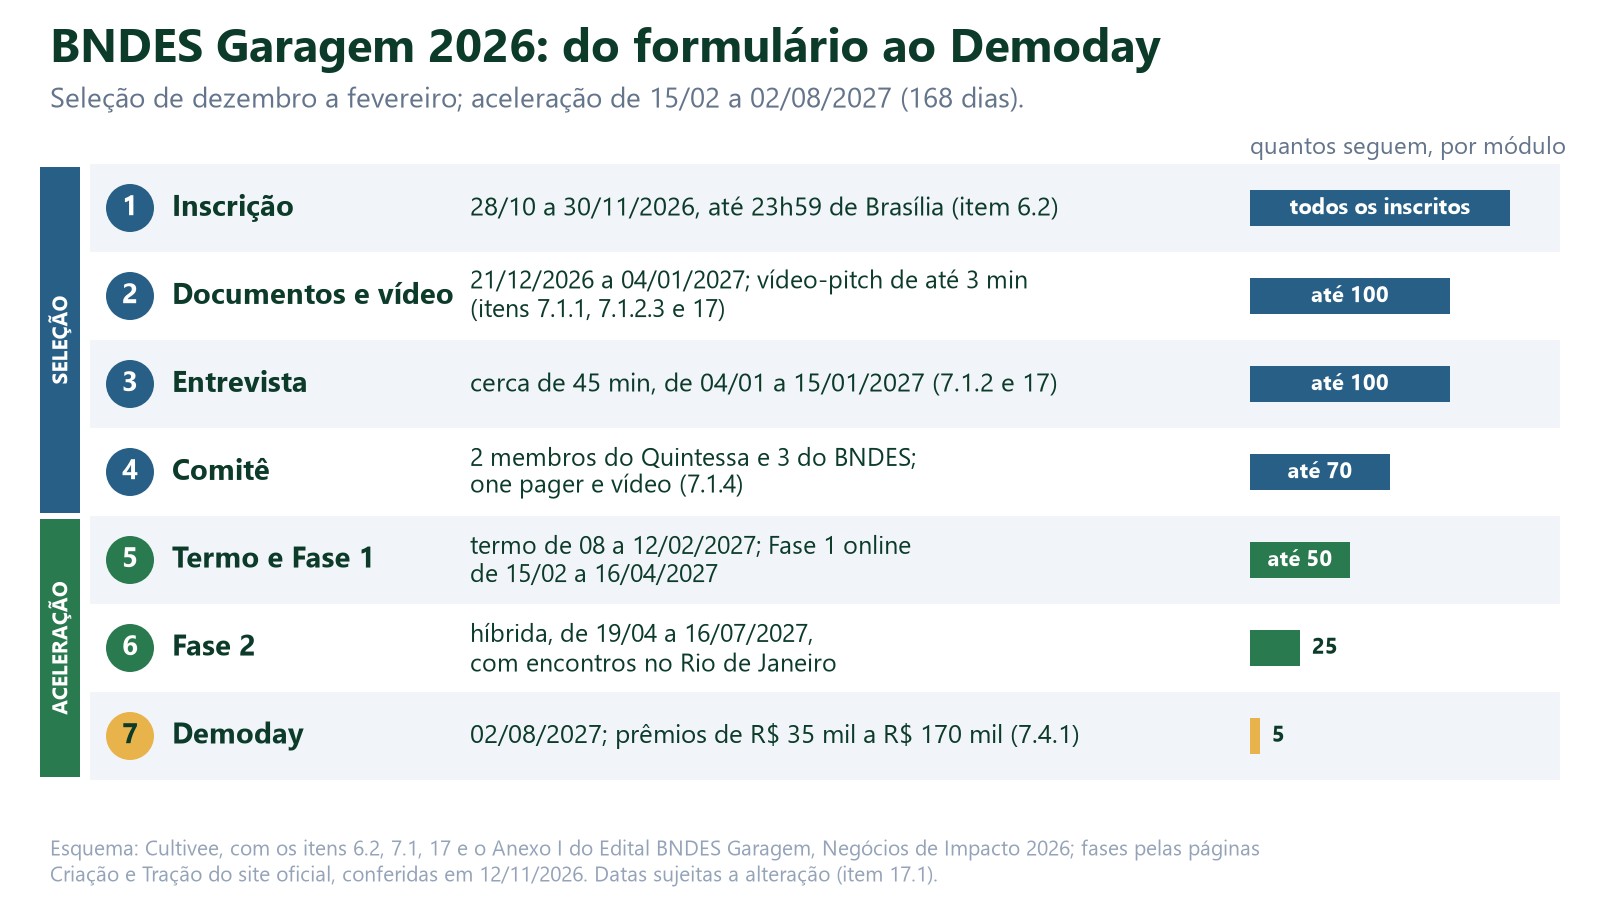 BNDES Garagem 2026: do formulário ao Demoday
Seleção de dezembro a fevereiro; aceleração de 15/02 a 02/08/2027 (168 dias).
quantos seguem, por módulo
SELEÇÃO
1 Inscrição 28/10 a 30/11/2026, até 23h59 de Brasília (item 6.2) todos os inscritos
2 Documentos e vídeo 21/12/2026 a 04/01/2027; vídeo-pitch de até 3 min
(itens 7.1.1, 7.1.2.3 e 17) até 100
3 Entrevista cerca de 45 min, de 04/01 a 15/01/2027 (7.1.2 e 17) até 100
4 Comitê 2 membros do Quintessa e 3 do BNDES;
one pager e vídeo (7.1.4) até 70
ACELERAÇÃO
5 Termo e Fase 1 termo de 08 a 12/02/2027; Fase 1 online
de 15/02 a 16/04/2027 até 50
6 Fase 2 híbrida, de 19/04 a 16/07/2027,
com encontros no Rio de Janeiro 25
7 Demoday 02/08/2027; prêmios de R$ 35 mil a R$ 170 mil (7.4.1) 5
Esquema: Cultivee, com os itens 6.2, 7.1, 17 e o Anexo I do Edital BNDES Garagem, Negócios de Impacto 2026; fases pelas páginas
Criação e Tração do site oficial, conferidas em 12/11/2026. Datas sujeitas a alteração (item 17.1).